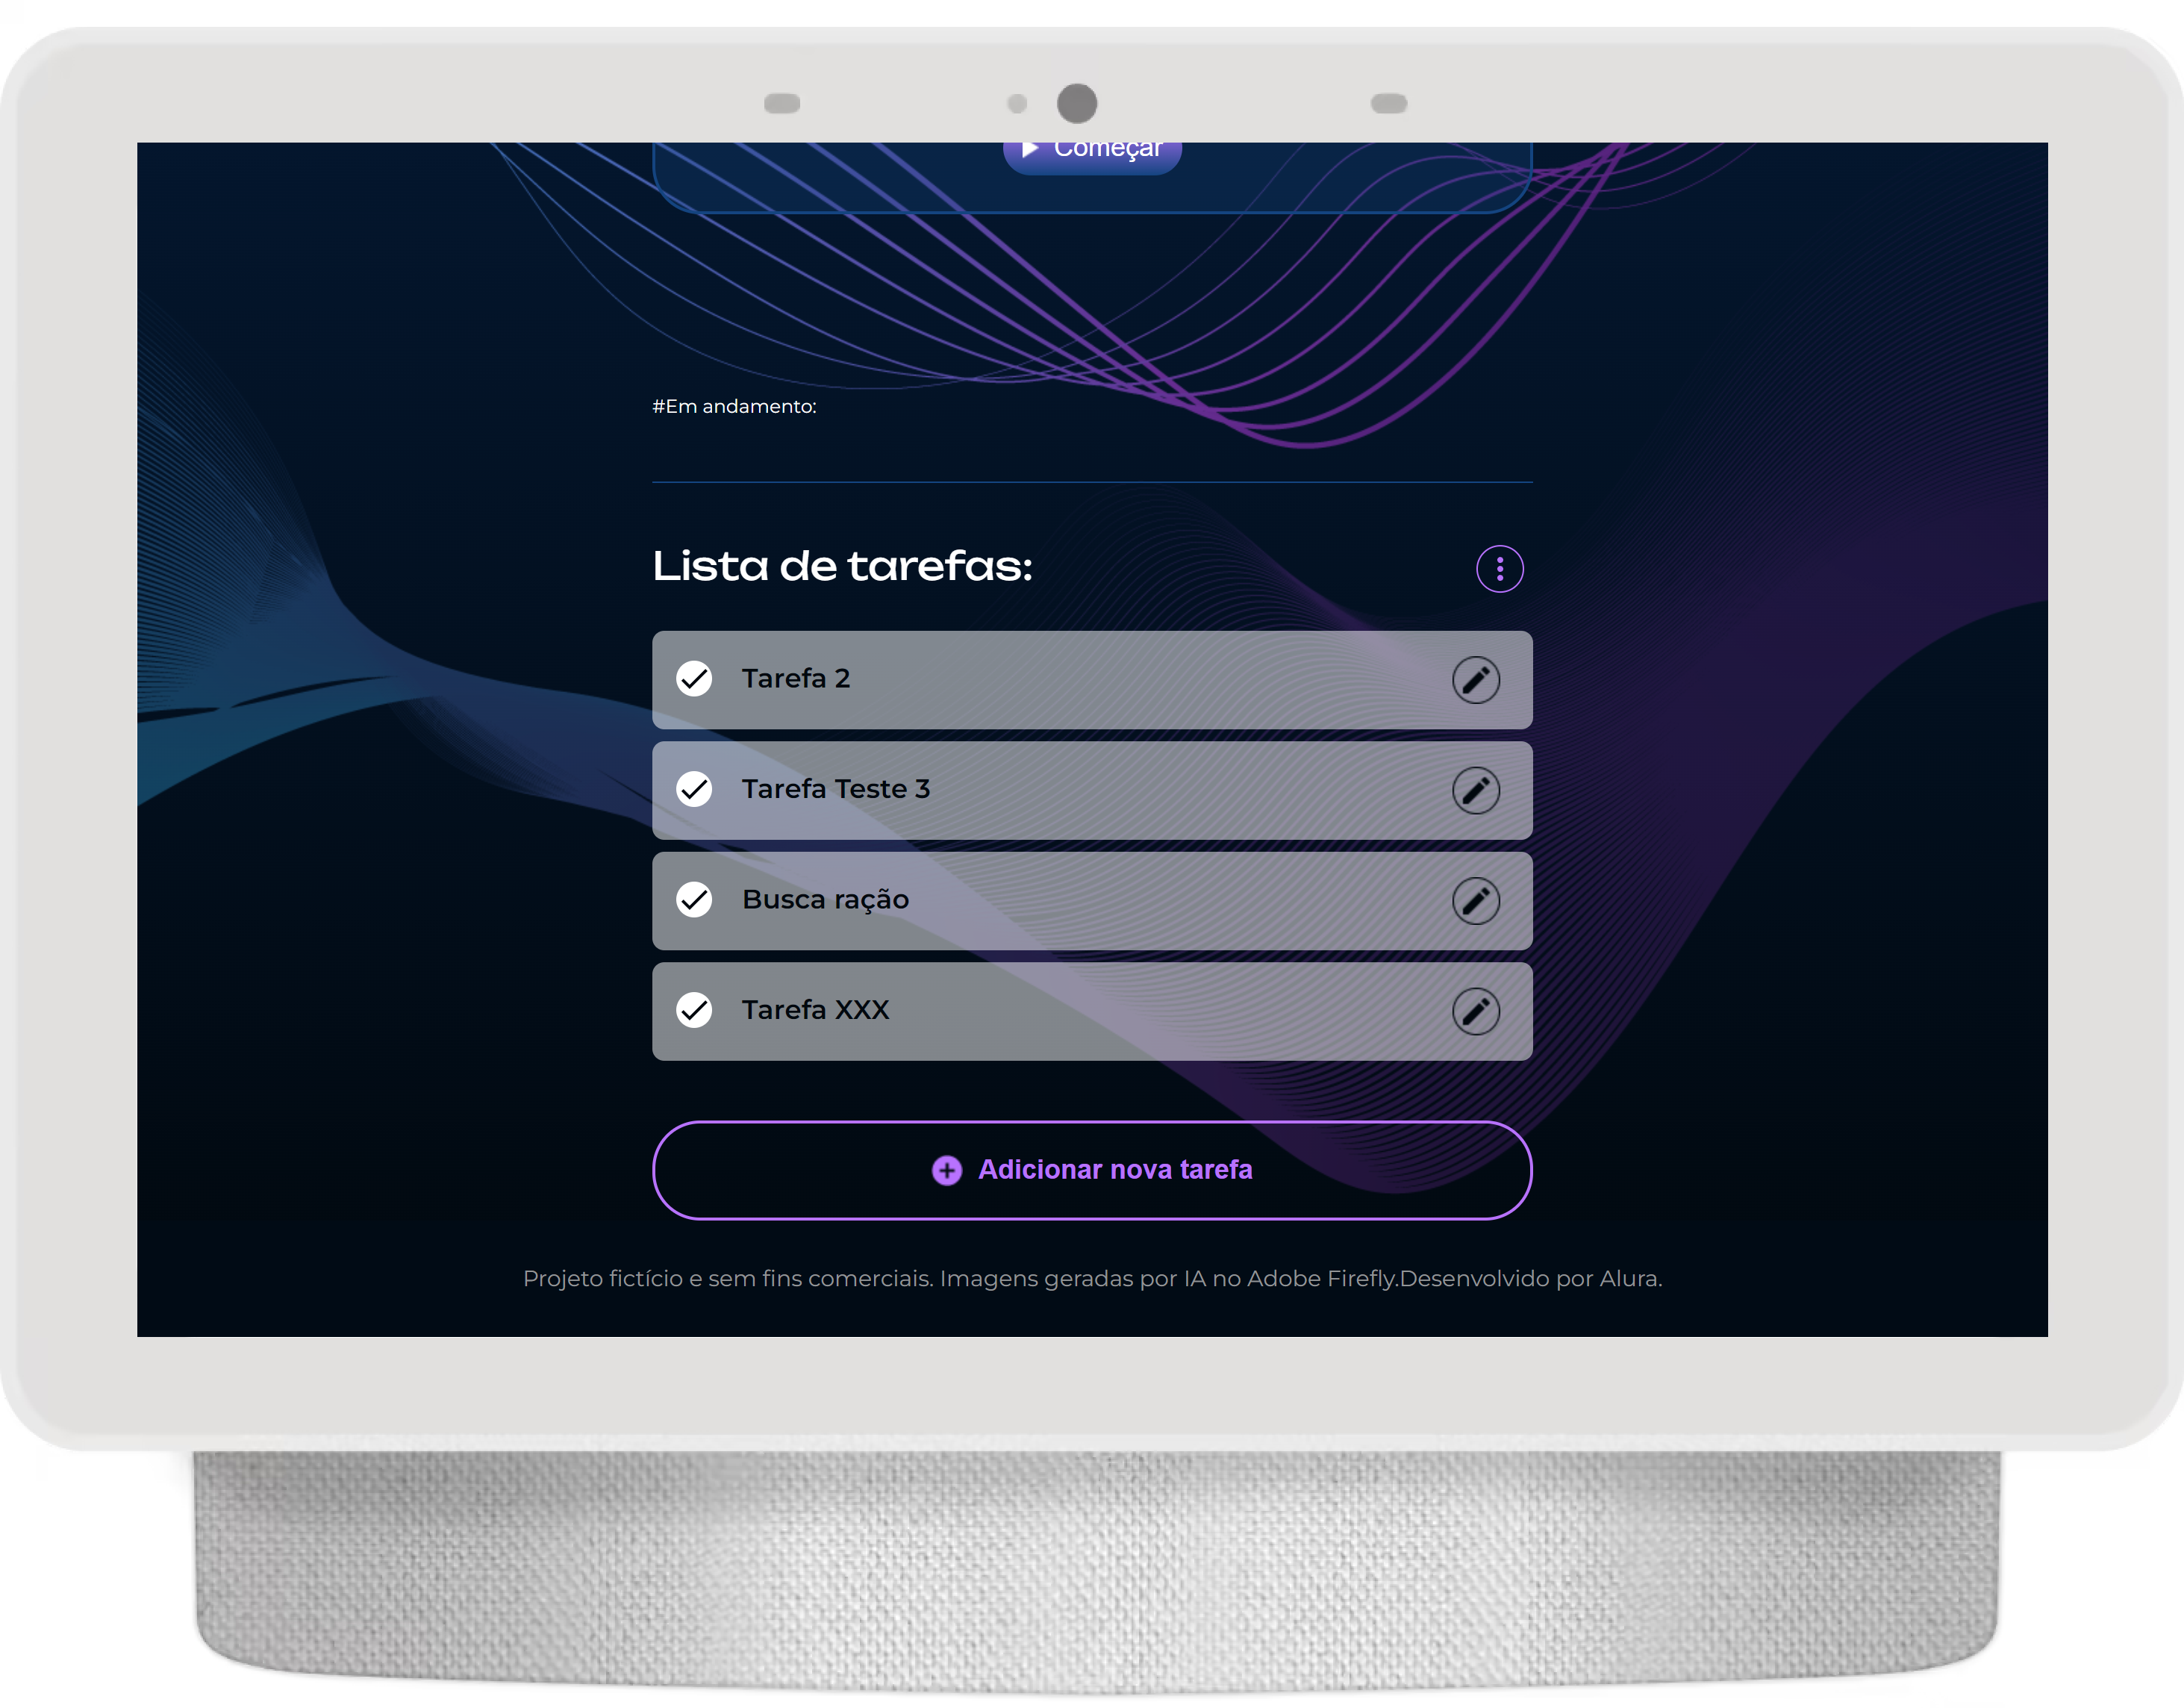 Começar
#Em andamento:
Lista de tarefas:
Tarefa 2
Tarefa Teste 3
Busca ração
Tarefa XXX
Adicionar nova tarefa
Projeto fictício e sem fins comerciais. Imagens geradas por IA no Adobe Firefly.Desenvolvido por Alura.